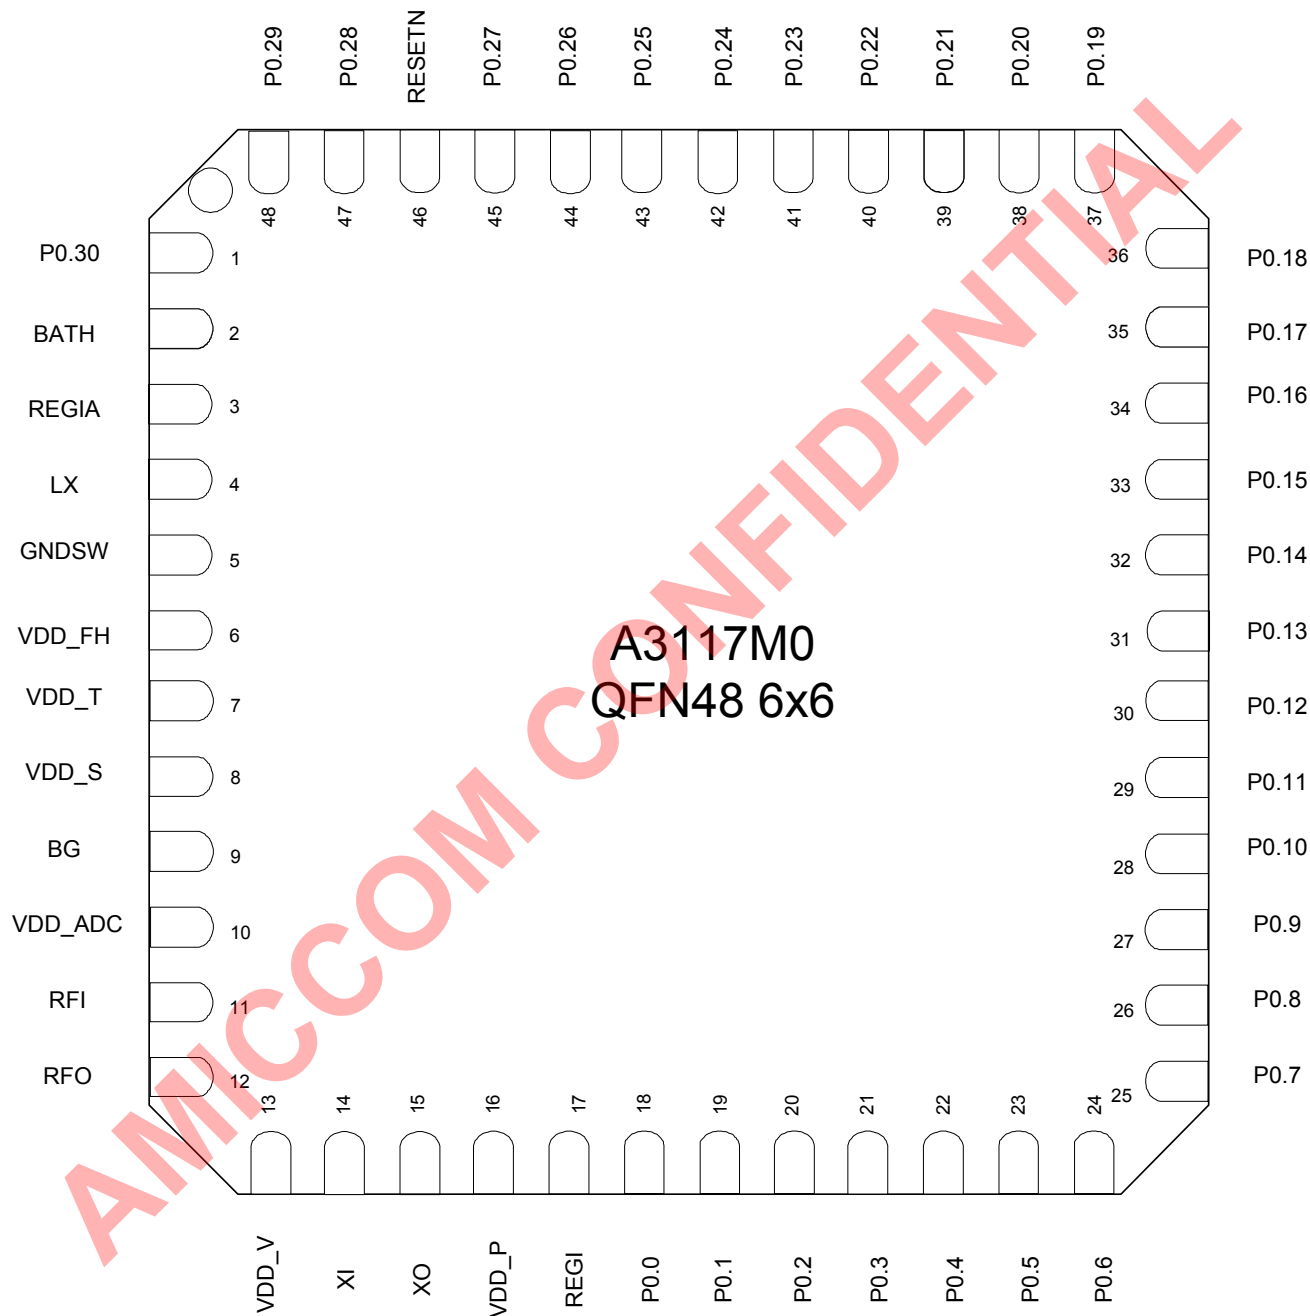 P0.29
P0.28
RESETN
P0.27
P0.26
P0.25
P0.24
P0.23
P0.22
P0.21
P0.20
P0.19
48
47
46
45
44
43
42
41
40
39
38
37
P0.30 1
BATH 2
REGIA 3
LX 4
GNDSW 5
VDD_FH 6
VDD_T 7
VDD_S 8
BG 9
VDD_ADC 10
RFI 11
RFO 12
A3117M0
QFN48 6x6
AMICCOM CONFIDENTIAL
36 P0.18
35 P0.17
34 P0.16
33 P0.15
32 P0.14
31 P0.13
30 P0.12
29 P0.11
28 P0.10
27 P0.9
26 P0.8
25 P0.7
13
14
15
16
17
18
19
20
21
22
23
24
VDD_V
XI
XO
VDD_P
REGI
P0.0
P0.1
P0.2
P0.3
P0.4
P0.5
P0.6